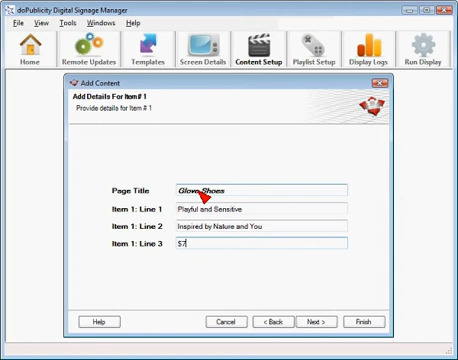 doPublicity Digital Signage Manager
File View Tools Windows Help
Home Remote Updates Templates Screen Details Content Setup Playlist Setup Display Logs Run Display
Add Content
Add Details For Item# 1
Provide details for Item # 1
Page Title Glove Shoes
Item 1: Line 1 Playful and Sensitive
Item 1: Line 2 Inspired by Nature and You
Item 1: Line 3 $7
Help Cancel < Back Next > Finish